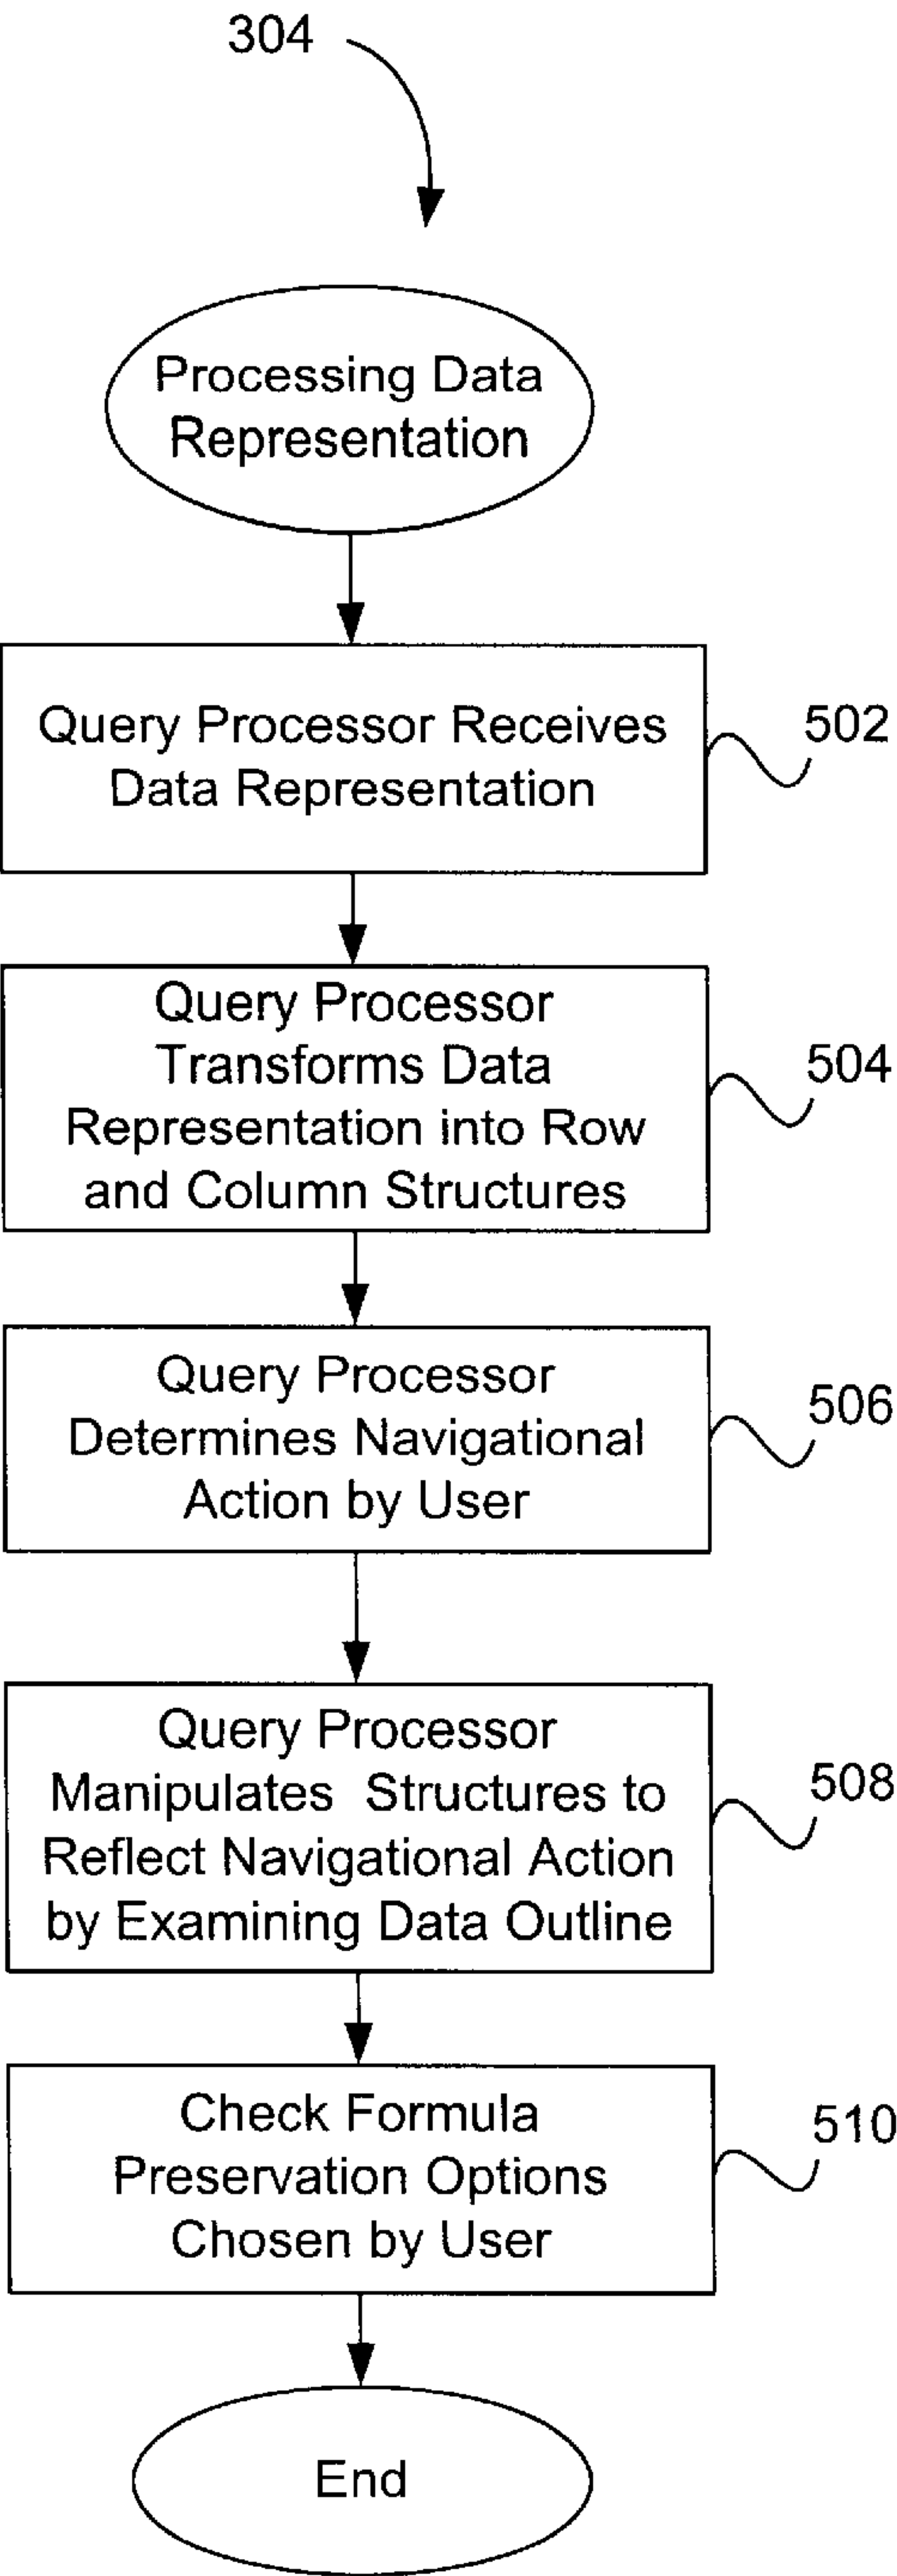 304
Processing Data
Representation
Query Processor Receives
Data Representation
502
Query Processor
Transforms Data
Representation into Row
and Column Structures
504
Query Processor
Determines Navigational
Action by User
506
Query Processor
Manipulates Structures to
Reflect Navigational Action
by Examining Data Outline
508
Check Formula
Preservation Options
Chosen by User
510
End